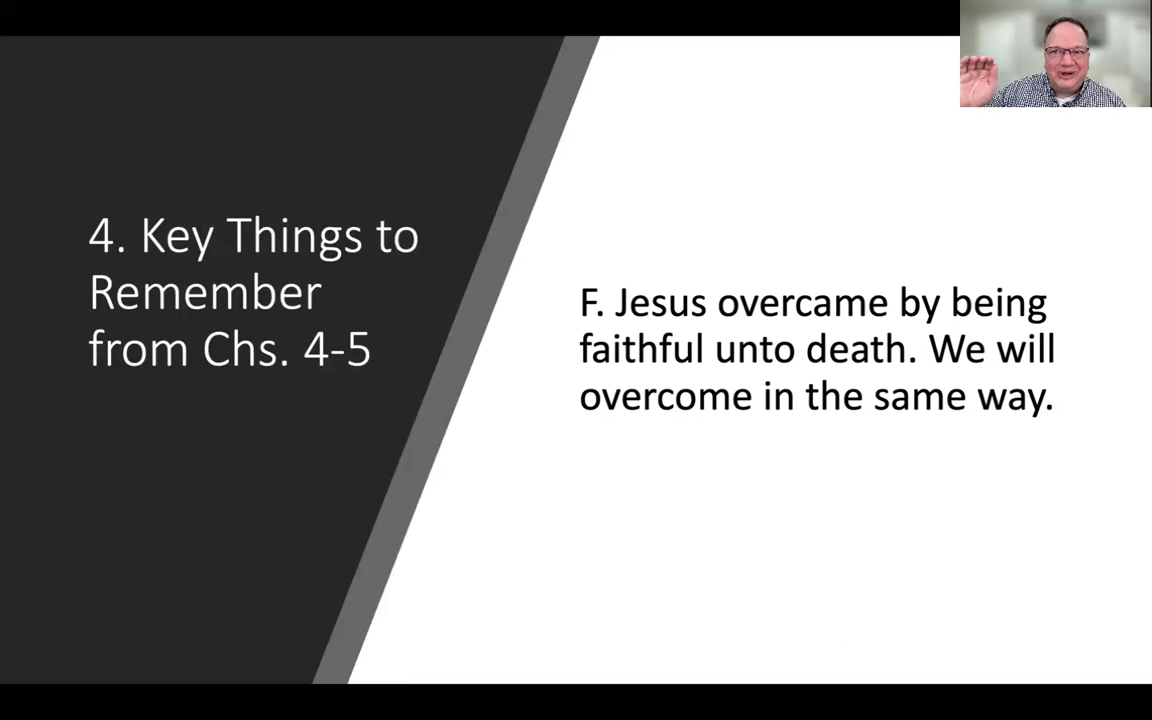 4. Key Things to
Remember
from Chs. 4-5
F. Jesus overcame by being
faithful unto death. We will
overcome in the same way.